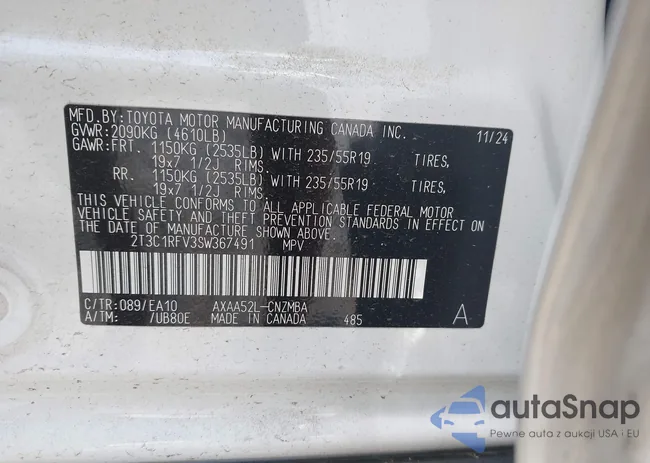 MFD.BY:TOYOTA MOTOR MANUFACTURING CANADA INC.
GVWR:2090KG (4610LB) 11/24
GAWR:FRT. 1150KG (2535LB) WITH 235/55R19 TIRES,
19x7 1/2J RIMS.
RR. 1150KG (2535LB) WITH 235/55R19 TIRES,
19x7 1/2J RIMS.
THIS VEHICLE CONFORMS TO ALL APPLICABLE FEDERAL MOTOR
VEHICLE SAFETY AND THEFT PREVENTION STANDARDS IN EFFECT ON
THE DATE OF MANUFACTURE SHOWN ABOVE.
2T3C1RFV3SW367491 MPV
C/TR:089/EA10 AXAA52L-CNZMBA
A/TM: /UB80E MADE IN CANADA 485 A
autaSnap
Pewne auta z aukcji USA i EU